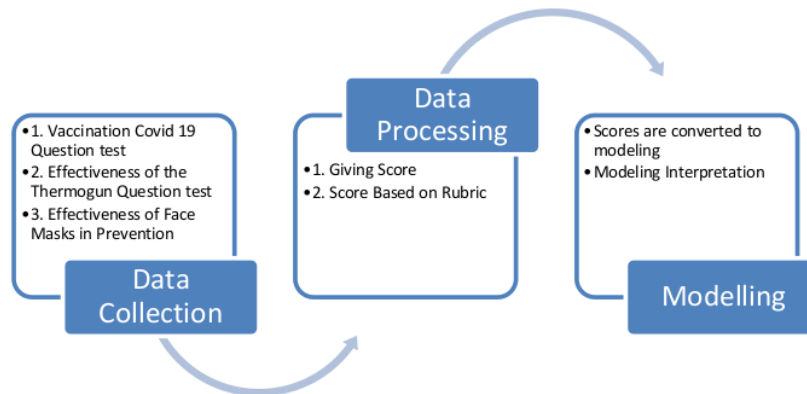 •1. Vaccination Covid 19
Question test
•2. Effectiveness of the
Thermogun Question test
•3. Effectiveness of Face
Masks in Prevention
Data
Collection
Data
Processing
•1. Giving Score
•2. Score Based on Rubric
•Scores are converted to
modeling
•Modeling Interpretation
Modelling